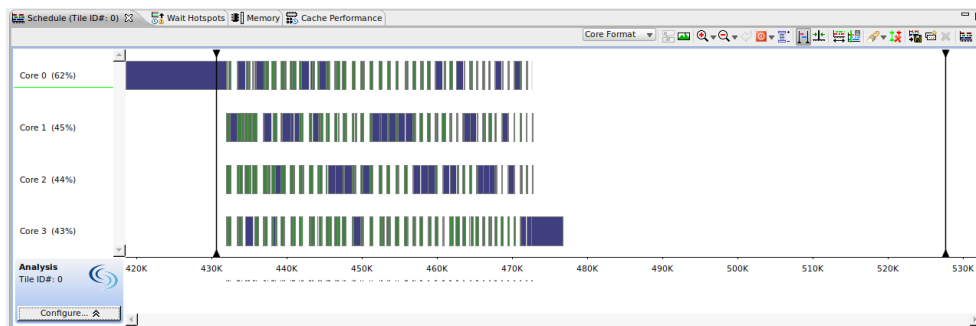 Schedule (Tile ID#: 0) Wait Hotspots Memory Cache Performance
Core Format
Core 0 (62%)
Core 1 (45%)
Core 2 (44%)
Core 3 (43%)
Analysis
Tile ID#: 0
Configure...
420K 430K 440K 450K 460K 470K 480K 490K 500K 510K 520K 530K